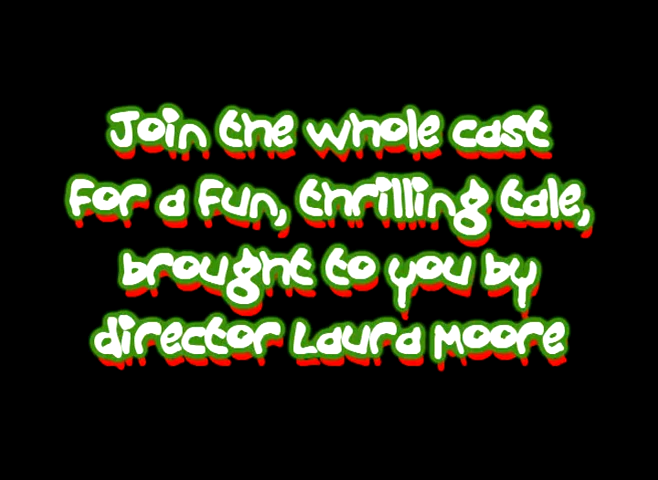 Join the whole cast
For a Fun, thrilling tale,
brought to you by
director Laura Moore